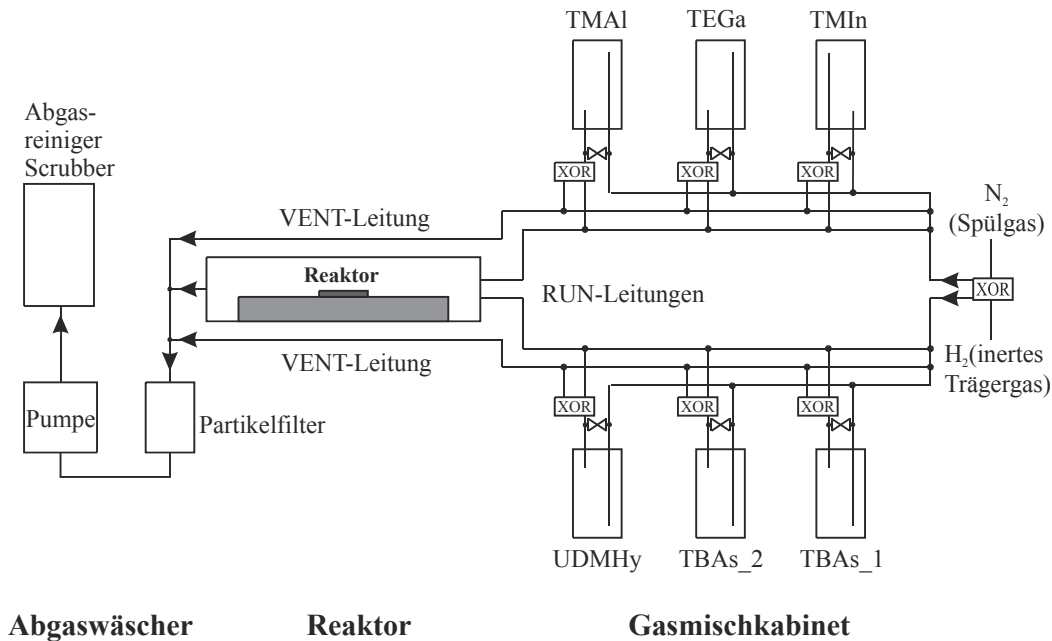 TMAl
TEGa
TMIn
Abgas-
reiniger
Scrubber
XOR
XOR
XOR
N₂
(Spülgas)
VENT-Leitung
Reaktor
RUN-Leitungen
XOR
VENT-Leitung
H₂(inertes
Trägergas)
XOR
XOR
XOR
Pumpe
Partikelfilter
UDMHy
TBAs_2
TBAs_1
Abgaswäscher
Reaktor
Gasmischkabinet